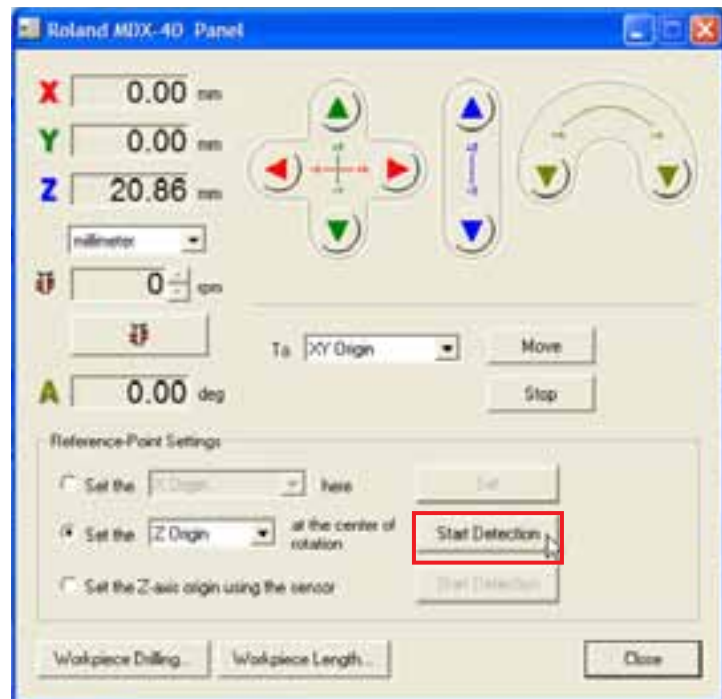 Roland MDX-40 Panel
X 0.00 mm
Y 0.00 mm
Z 20.86 mm
millimeter
0 rpm
To XY Origin Move
Stop
A 0.00 deg
Reference-Point Settings
Set the X Origin here Set
Set the Z Origin at the center of rotation Start Detection
Set the Z-axis origin using the sensor Start Detection
Workpiece Drilling... Workpiece Length... Close